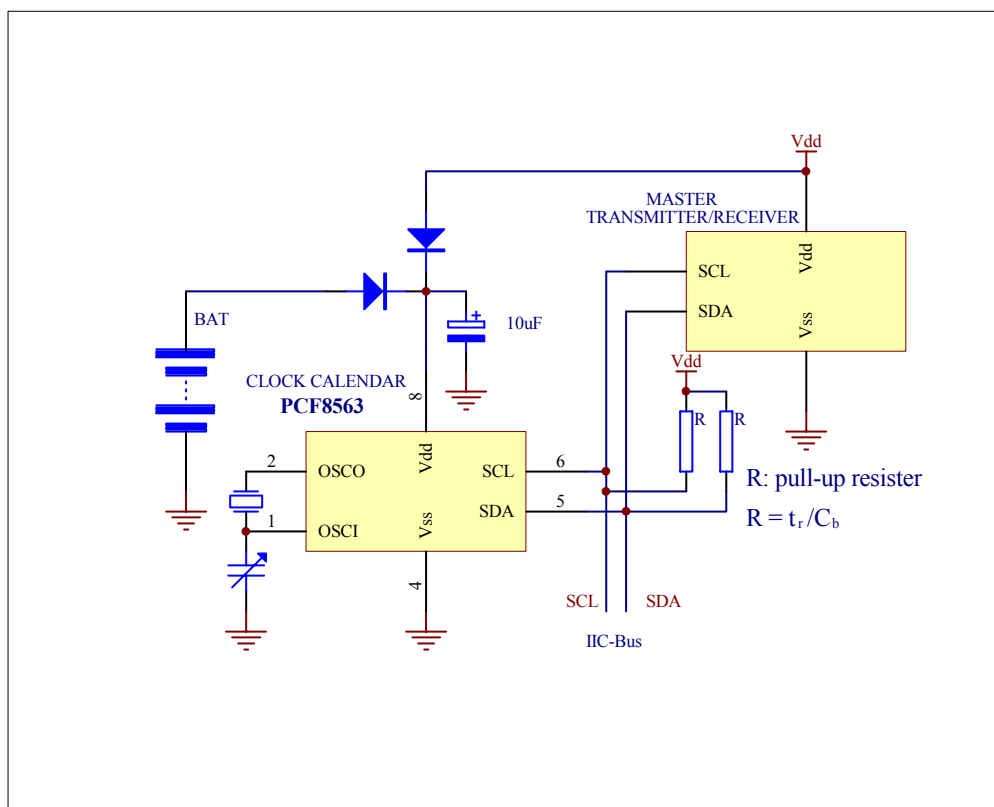 Vdd
MASTER
TRANSMITTER/RECEIVER
SCL
Vdd
SDA
Vss
BAT
10uF
Vdd
CLOCK CALENDAR
PCF8563
8
R
R
2
OSCO
Vdd
SCL
6
1
OSCI
Vss
SDA
5
R: pull-up resister
R = tr/Cb
4
SCL
SDA
IIC-Bus